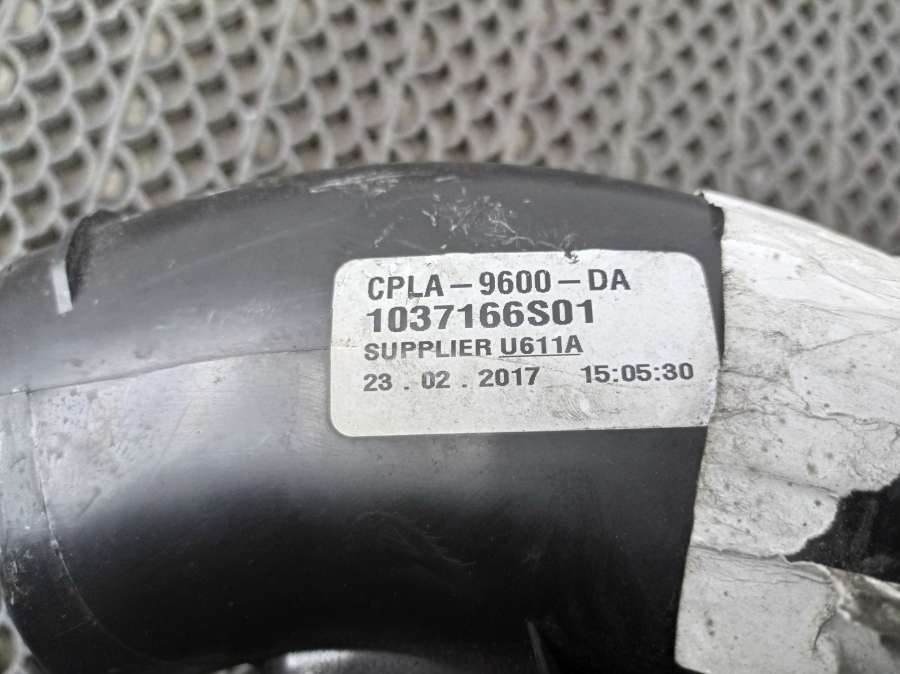 CPLA-9600-DA
1037166S01
SUPPLIER U611A
23.02.2017 15:05:30